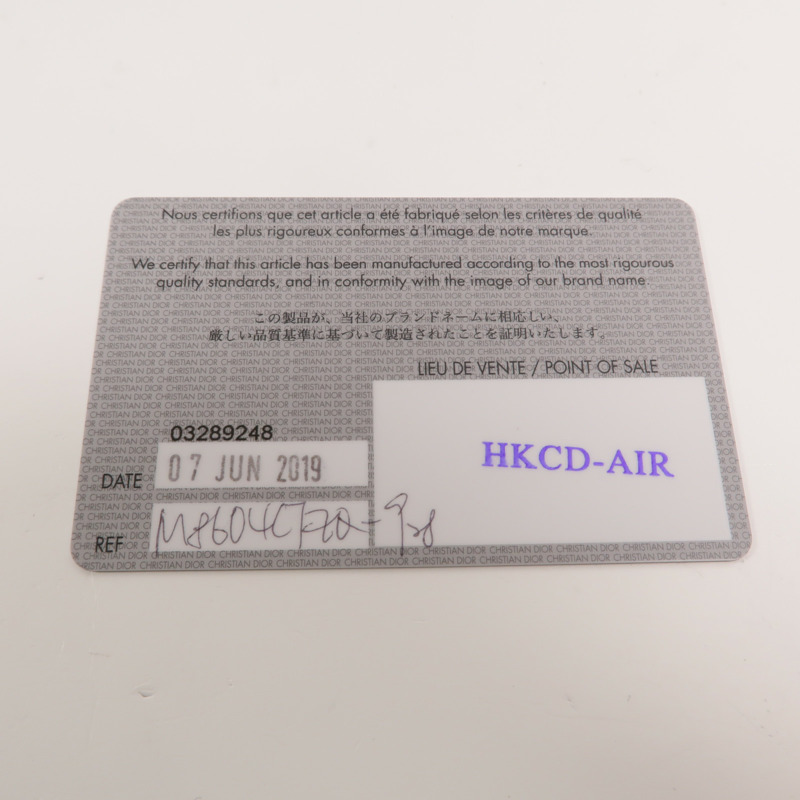 Nous certifions que cet article a été fabriqué selon les critères de qualité
les plus rigoureux conformes à l'image de notre marque.
We certify that this article has been manufactured according to the most rigourous
quality standards, and in conformity with the image of our brand name.
この製品が、当社のブランドネームに相応しい、
厳しい品質基準に基づいて製造されたことを証明いたします。
LIEU DE VENTE / POINT OF SALE
03289248
DATE 07 JUN 2019
HKCD-AIR
REF